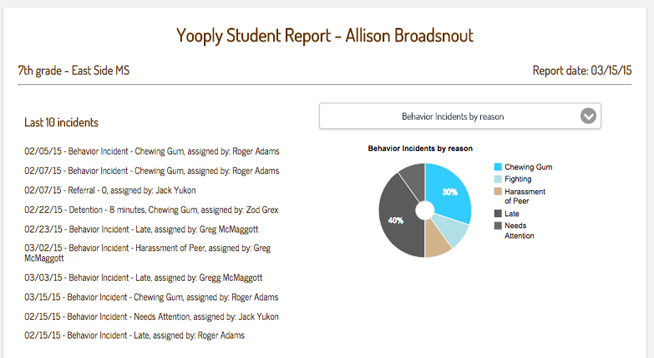 Yooply Student Report - Allison Broadsnout
7th grade - East Side MS
Report date: 03/15/15
Last 10 incidents
02/05/15 - Behavior Incident - Chewing Gum, assigned by: Roger Adams
02/07/15 - Behavior Incident - Chewing Gum, assigned by: Roger Adams
02/07/15 - Referral - 0, assigned by: Jack Yukon
02/22/15 - Detention - 8 minutes, Chewing Gum, assigned by: Zod Grex
02/23/15 - Behavior Incident - Late, assigned by: Greg McMaggott
03/02/15 - Behavior Incident - Harassment of Peer, assigned by: Greg
McMaggott
03/03/15 - Behavior Incident - Late, assigned by: Gregg McMaggott
03/15/15 - Behavior Incident - Chewing Gum, assigned by: Roger Adams
02/15/15 - Behavior Incident - Needs Attention, assigned by: Jack Yukon
02/15/15 - Behavior Incident - Late, assigned by: Roger Adams
Behavior Incidents by reason
Behavior Incidents by reason
30%
40%
Chewing Gum
Fighting
Harassment
of Peer
Late
Needs
Attention